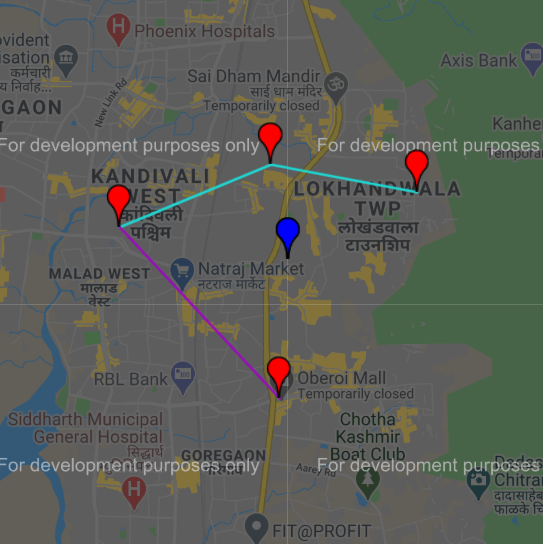 Phoenix Hospitals
ovident
isation
कर्मचारी
य निर्वाह...
Axis Bank
New Link Rd
Sai Dham Mandir
साई धाम मंदिर
Temporarily closed
GAON
Kanhe
For development purposes only
For development purposes
Temporar
KANDIVALI
WEST
कांदिवली
पश्चिम
LOKHANDWALA
TWP
लोखंडवाला
टाउनशिप
MALAD WEST
मालाड
वेस्ट
Natraj Market
नटराज मार्केट
RBL Bank
Oberoi Mall
Temporarily closed
Siddharth Municipal
General Hospital
सिद्धार्थ
Chotha
Kashmir
Boat Club
GOREGAON
गोरेगांव
For development purposes only
For development purposes
Aarey Rd
Dadas
Chitra
दादासाहेब
फाळके चि
FIT@PROFIT